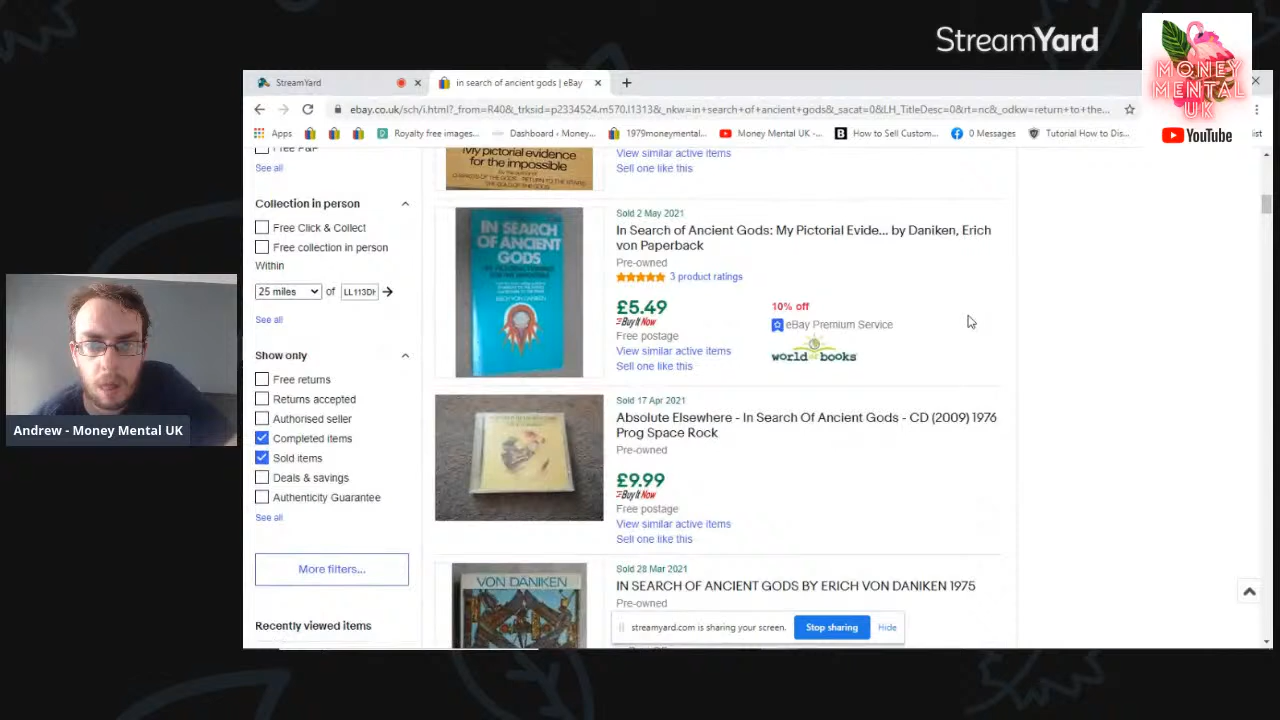 StreamYard
MONEY
MENTAL
UK
YouTube
StreamYard
in search of ancient gods | eBay
ebay.co.uk/sch/i.html?_from=R40&_trksid=p2334524.m570.l1313&_nkw=in+search+of+ancient+gods&_sacat=0&LH_TitleDesc=0&rt=nc&_odkw=return+to+the...
Apps
Royalty free images...
Dashboard ‹ Money...
1979moneymental...
Money Mental UK -...
How to Sell Custom...
0 Messages
Tutorial How to Dis...
ist
Free P&P
See all
Collection in person
Free Click & Collect
Free collection in person
Within
25 miles
of
See all
Show only
Free returns
Returns accepted
Authorised seller
Completed items
Sold items
Deals & savings
Authenticity Guarantee
See all
More filters...
Recently viewed items
My pictorial evidence
for the impossible
View similar active items
Sell one like this
IN SEARCH
OF ANCIENT
GODS
Sold 2 May 2021
In Search of Ancient Gods: My Pictorial Evide... by Daniken, Erich
von Paperback
Pre-owned
3 product ratings
£5.49
Buy It Now
Free postage
View similar active items
Sell one like this
10% off
eBay Premium Service
world of books
Sold 17 Apr 2021
Absolute Elsewhere - In Search Of Ancient Gods - CD (2009) 1976
Prog Space Rock
Pre-owned
£9.99
Buy It Now
Free postage
View similar active items
Sell one like this
VON DANIKEN
Sold 28 Mar 2021
IN SEARCH OF ANCIENT GODS BY ERICH VON DANIKEN 1975
Pre-owned
streamyard.com is sharing your screen.
Stop sharing
Hide
Andrew - Money Mental UK